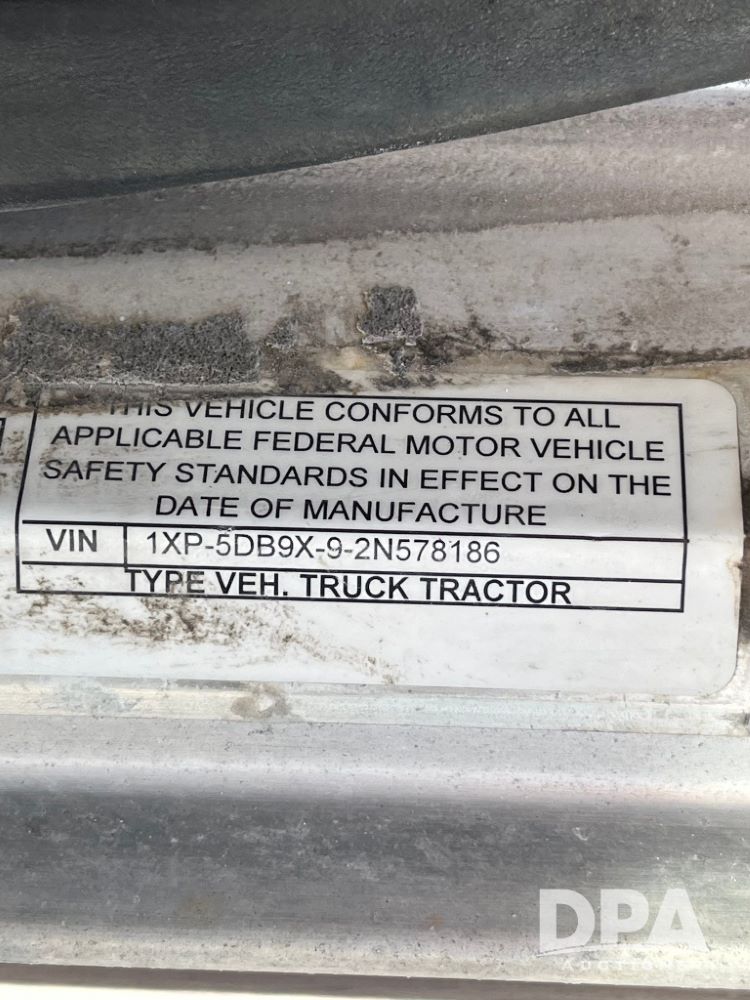 THIS VEHICLE CONFORMS TO ALL
APPLICABLE FEDERAL MOTOR VEHICLE
SAFETY STANDARDS IN EFFECT ON THE
DATE OF MANUFACTURE
VIN 1XP-5DB9X-9-2N578186
TYPE VEH. TRUCK TRACTOR
DPA
Auctions